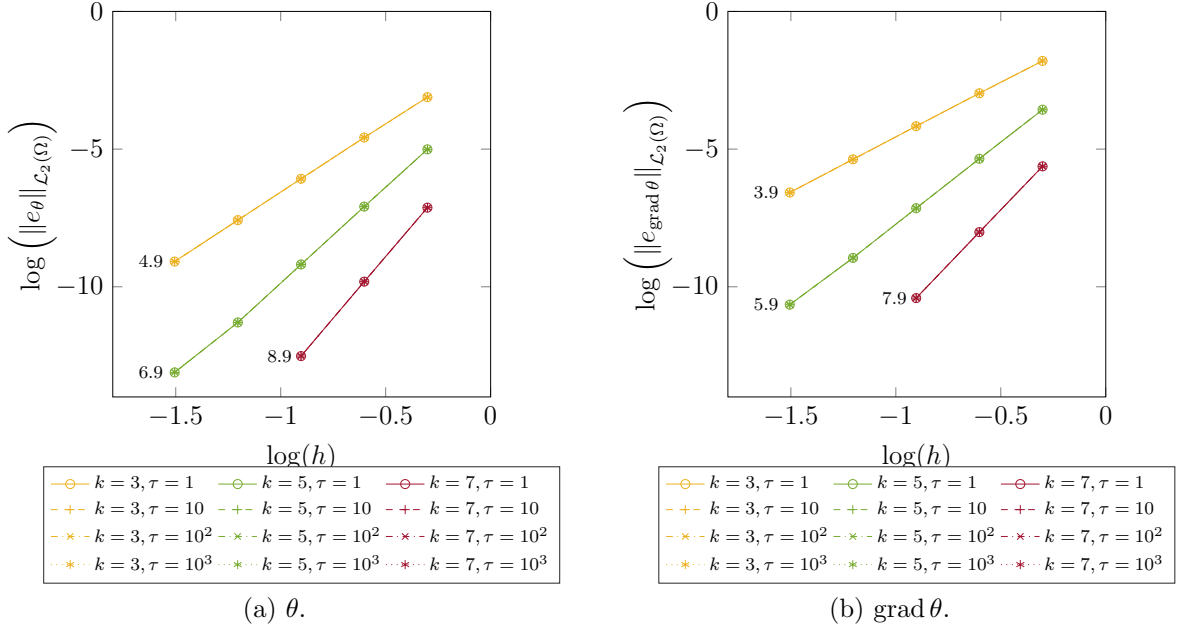 0
−5
−10
log (‖e_θ‖_{𝓛₂(Ω)})
4.9
6.9
8.9
−1.5 −1 −0.5 0
log(h)
k = 3, τ = 1 k = 5, τ = 1 k = 7, τ = 1
k = 3, τ = 10 k = 5, τ = 10 k = 7, τ = 10
k = 3, τ = 10² k = 5, τ = 10² k = 7, τ = 10²
k = 3, τ = 10³ k = 5, τ = 10³ k = 7, τ = 10³
(a) θ.
0
−5
−10
log (‖e_{grad θ}‖_{𝓛₂(Ω)})
3.9
5.9
7.9
−1.5 −1 −0.5 0
log(h)
k = 3, τ = 1 k = 5, τ = 1 k = 7, τ = 1
k = 3, τ = 10 k = 5, τ = 10 k = 7, τ = 10
k = 3, τ = 10² k = 5, τ = 10² k = 7, τ = 10²
k = 3, τ = 10³ k = 5, τ = 10³ k = 7, τ = 10³
(b) grad θ.